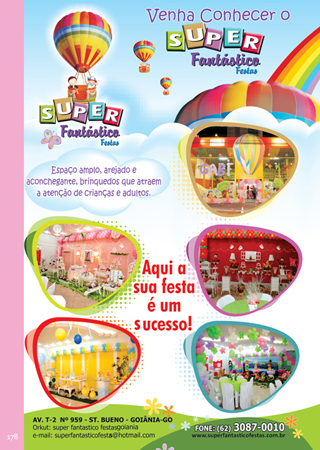 Venha Conhecer o
SUPER
Fantástico
Festas
SUPER
Fantástico
Festas
Espaço amplo, arejado e
aconchegante, brinquedos que atraem
a atenção de crianças e adultos.
GABI
Aqui a
sua festa
é um
sucesso!
AV. T-2 Nº 959 - ST. BUENO - GOIÂNIA-GO
Orkut: super fantastico festasgoiania
e-mail: superfantasticofesta@hotmail.com
FONE: (62) 3087-0010
www.superfantasticofestas.com.br
178